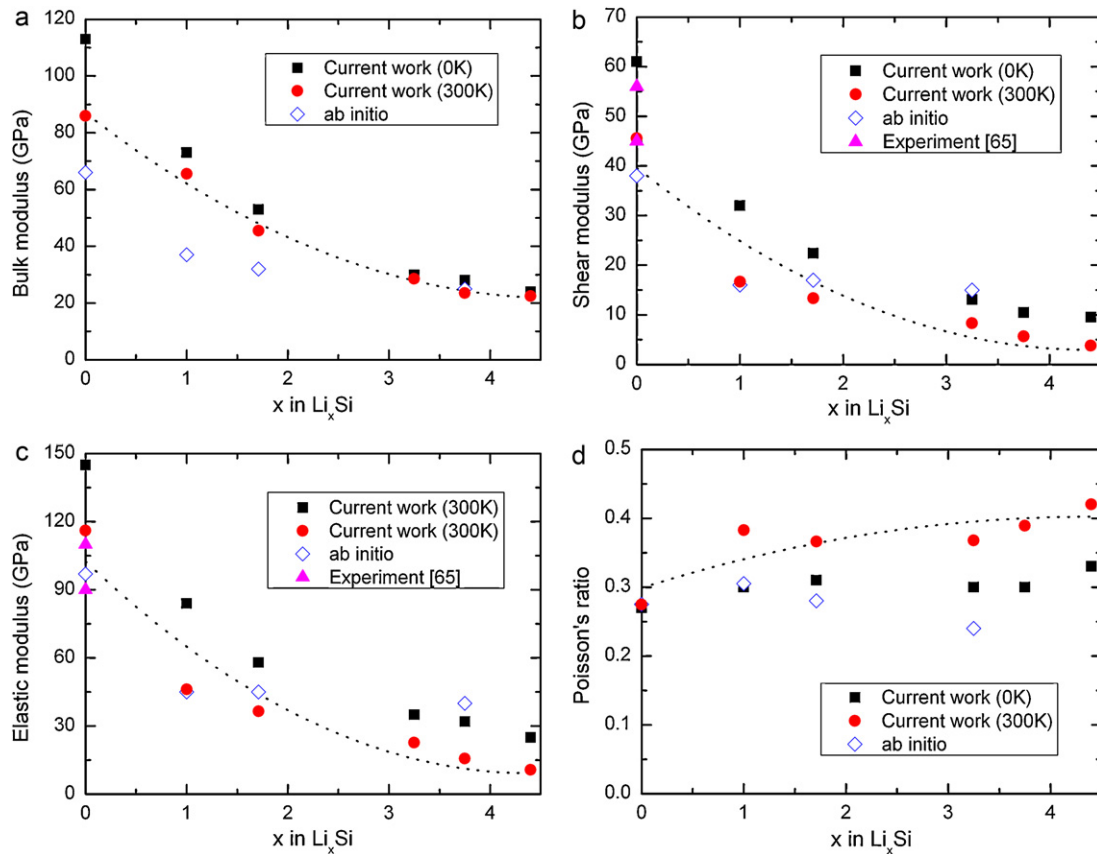 a
120
100
80
60
40
20
0
Bulk modulus (GPa)
Current work (0K)
Current work (300K)
ab initio
0 1 2 3 4
x in LiₓSi
b
70
60
50
40
30
20
10
0
Shear modulus (GPa)
Current work (0K)
Current work (300K)
ab initio
Experiment [65]
0 1 2 3 4
x in LiₓSi
c
150
120
90
60
30
0
Elastic modulus (GPa)
Current work (300K)
Current work (300K)
ab initio
Experiment [65]
0 1 2 3 4
x in LiₓSi
d
0.5
0.4
0.3
0.2
0.1
0.0
Poisson's ratio
Current work (0K)
Current work (300K)
ab initio
0 1 2 3 4
x in LiₓSi